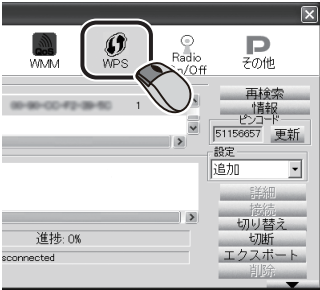 QoS
WMM
WPS
Radio
On/Off
その他
1
再検索
情報
ピンコード
51156657 更新
設定
追加
詳細
接続
切り替え
切断
エクスポート
削除
進捗: 0%
sconnected